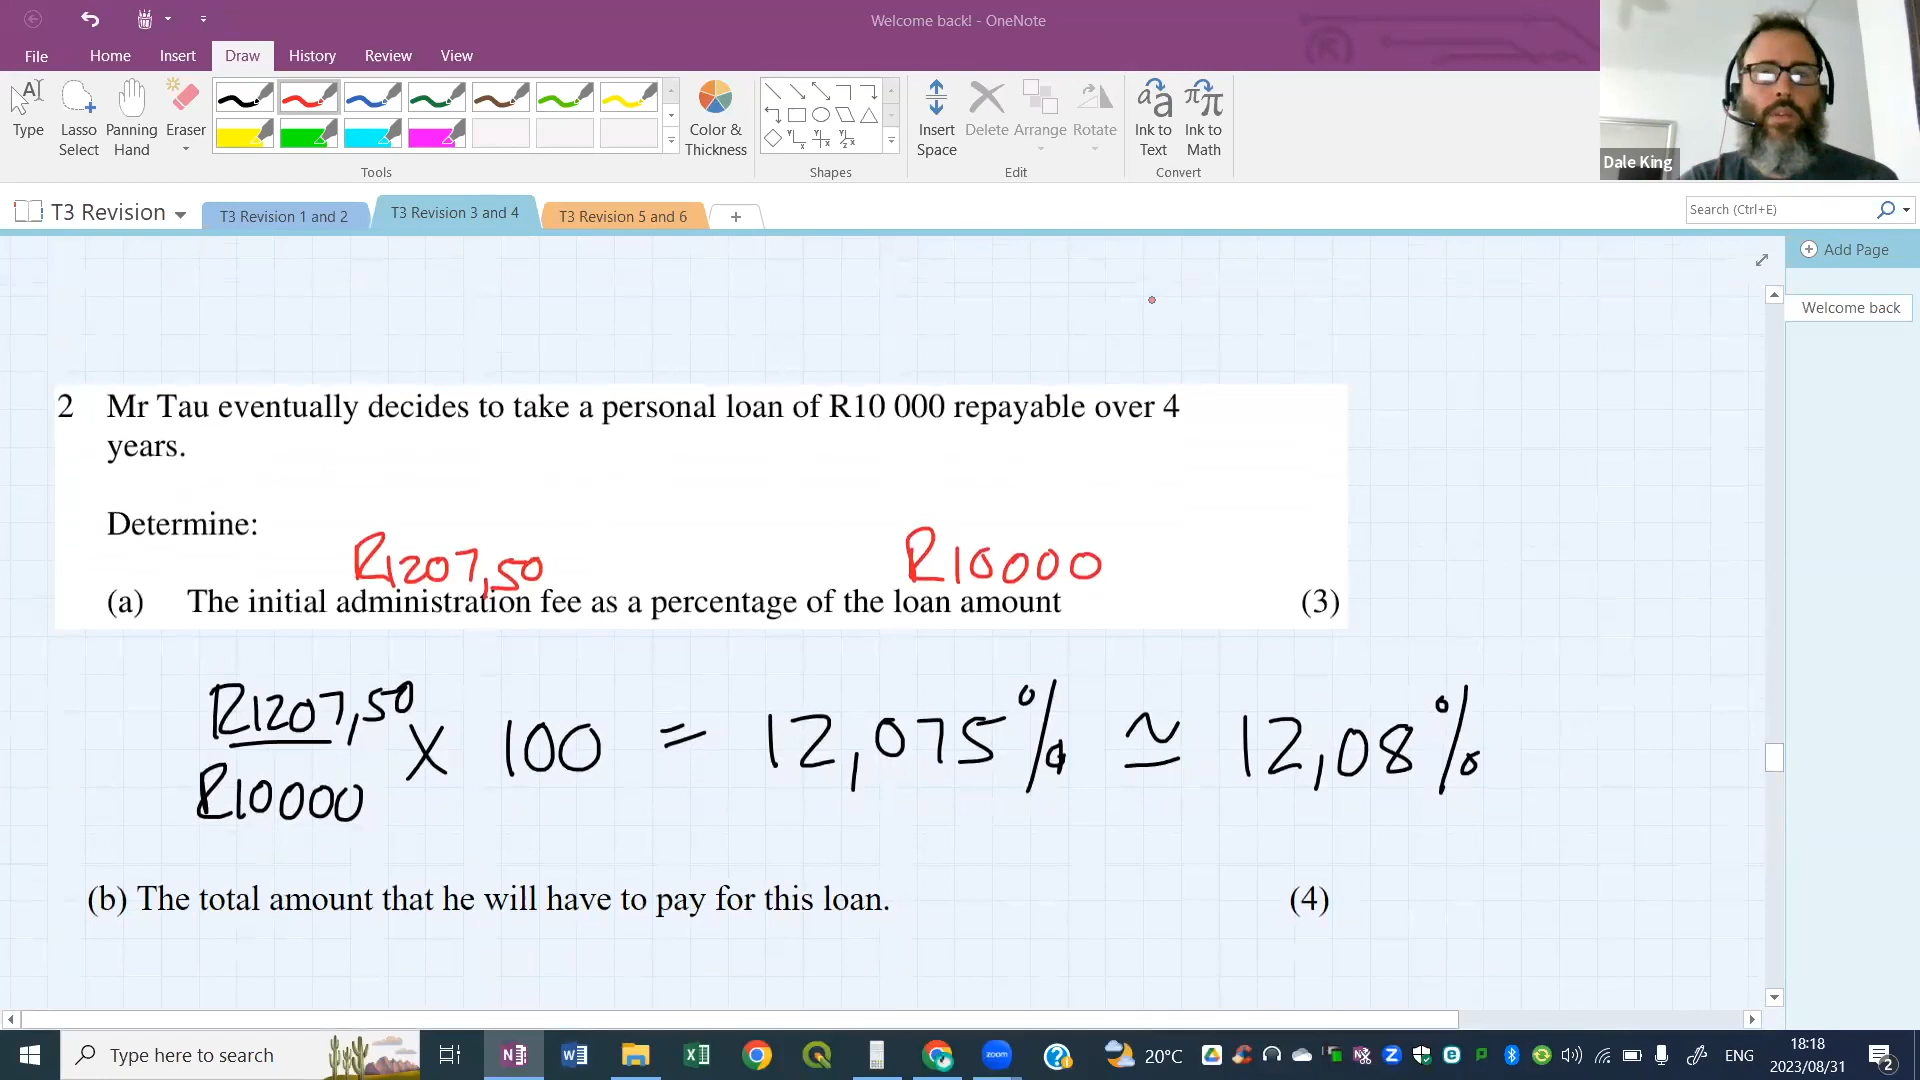 Welcome back! - OneNote
File Home Insert Draw History Review View
Type
Lasso Select
Panning Hand
Eraser
Color & Thickness
Insert Space
Delete
Arrange
Rotate
Ink to Text
Ink to Math
Tools
Shapes
Edit
Convert
Dale King
T3 Revision
T3 Revision 1 and 2
T3 Revision 3 and 4
T3 Revision 5 and 6
Search (Ctrl+E)
Add Page
Welcome back
2 Mr Tau eventually decides to take a personal loan of R10 000 repayable over 4
years.
Determine:
R1207,50 R10000
(a) The initial administration fee as a percentage of the loan amount (3)
R1207,50
R10000
× 100 = 12,075% ≃ 12,08%
(b) The total amount that he will have to pay for this loan. (4)
Type here to search
zoom
20°C
ENG
18:18
2023/08/31
2